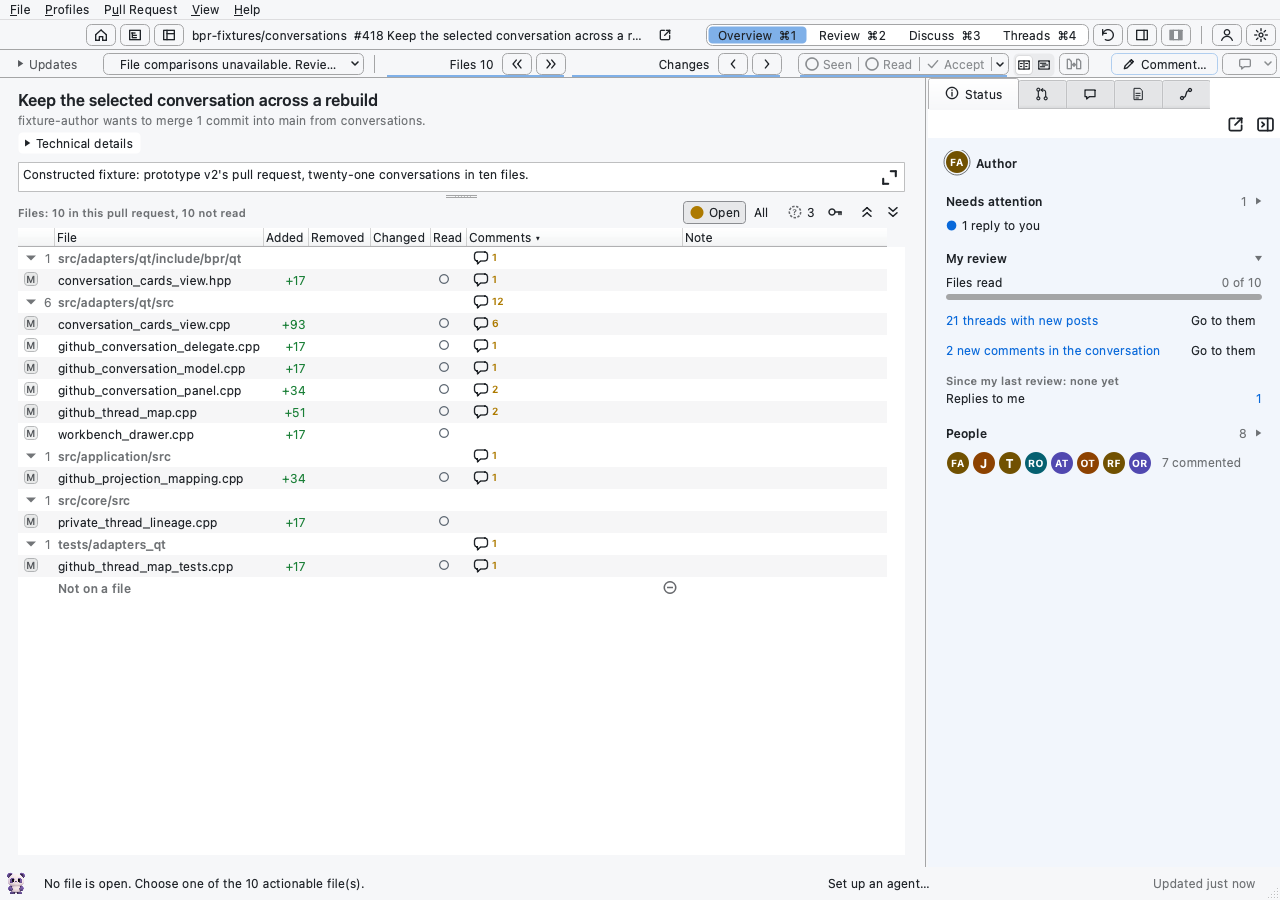 File Profiles Pull Request View Help
bpr-fixtures/conversations #418 Keep the selected conversation across a r... Overview ⌘1 Review ⌘2 Discuss ⌘3 Threads ⌘4
Updates File comparisons unavailable. Revie... Files 10 Changes Seen Read Accept Comment...
Keep the selected conversation across a rebuild
fixture-author wants to merge 1 commit into main from conversations.
Technical details
Constructed fixture: prototype v2's pull request, twenty-one conversations in ten files.
Files: 10 in this pull request, 10 not read Open All 3
File Added Removed Changed Read Comments Note
1 src/adapters/qt/include/bpr/qt 1
M conversation_cards_view.hpp +17 1
6 src/adapters/qt/src 12
M conversation_cards_view.cpp +93 6
M github_conversation_delegate.cpp +17 1
M github_conversation_model.cpp +17 1
M github_conversation_panel.cpp +34 2
M github_thread_map.cpp +51 2
M workbench_drawer.cpp +17
1 src/application/src 1
M github_projection_mapping.cpp +34 1
1 src/core/src
M private_thread_lineage.cpp +17
1 tests/adapters_qt 1
M github_thread_map_tests.cpp +17 1
Not on a file
Status
FA Author
Needs attention 1
1 reply to you
My review
Files read 0 of 10
21 threads with new posts Go to them
2 new comments in the conversation Go to them
Since my last review: none yet
Replies to me 1
People 8
FA J T RO AT OT RF OR 7 commented
No file is open. Choose one of the 10 actionable file(s). Set up an agent... Updated just now